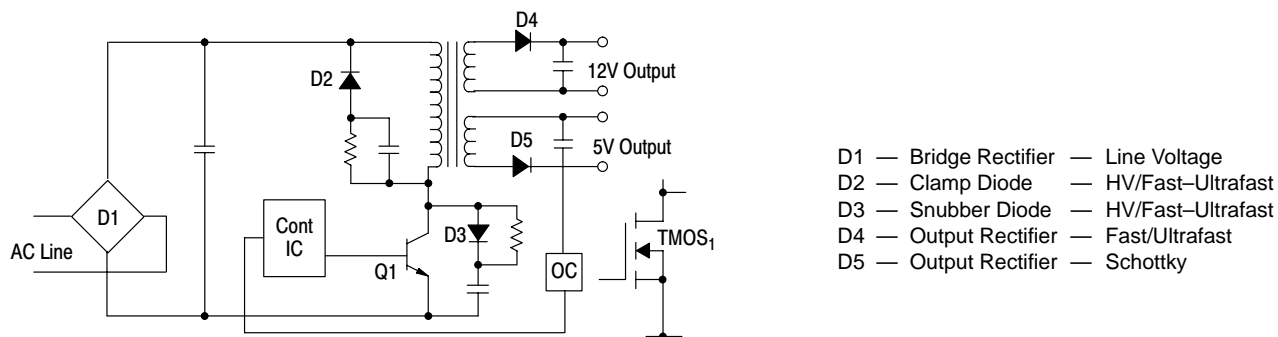 D4
12V Output
D2
D5
5V Output
D1
AC Line
Cont
IC
D3
Q1
OC
TMOS1
D1 — Bridge Rectifier — Line Voltage
D2 — Clamp Diode — HV/Fast–Ultrafast
D3 — Snubber Diode — HV/Fast–Ultrafast
D4 — Output Rectifier — Fast/Ultrafast
D5 — Output Rectifier — Schottky